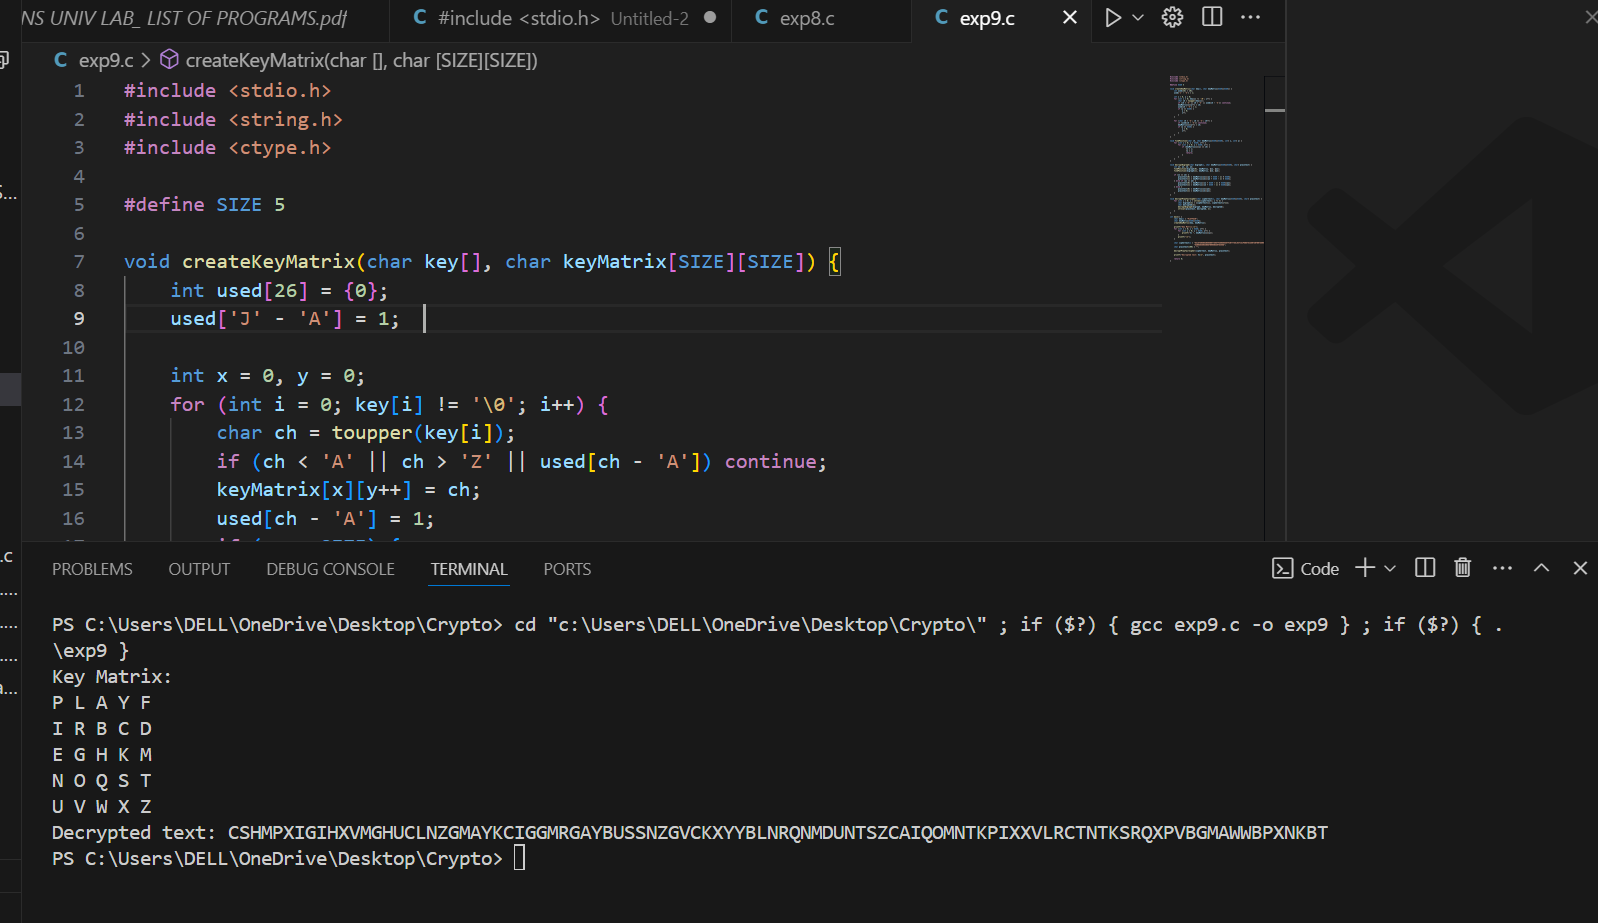 NS UNIV LAB_ LIST OF PROGRAMS.pdf
C #include <stdio.h> Untitled-2
C exp8.c
C exp9.c
C exp9.c > createKeyMatrix(char [], char [SIZE][SIZE])
1 #include <stdio.h>
2 #include <string.h>
3 #include <ctype.h>
4
5 #define SIZE 5
6
7 void createKeyMatrix(char key[], char keyMatrix[SIZE][SIZE]) {
8 int used[26] = {0};
9 used['J' - 'A'] = 1;
10
11 int x = 0, y = 0;
12 for (int i = 0; key[i] != '\0'; i++) {
13 char ch = toupper(key[i]);
14 if (ch < 'A' || ch > 'Z' || used[ch - 'A']) continue;
15 keyMatrix[x][y++] = ch;
16 used[ch - 'A'] = 1;
.c
PROBLEMS OUTPUT DEBUG CONSOLE TERMINAL PORTS
Code
PS C:\Users\DELL\OneDrive\Desktop\Crypto> cd "c:\Users\DELL\OneDrive\Desktop\Crypto\" ; if ($?) { gcc exp9.c -o exp9 } ; if ($?) { .
\exp9 }
Key Matrix:
P L A Y F
I R B C D
E G H K M
N O Q S T
U V W X Z
Decrypted text: CSHMPXIGIHXVMGHUCLNZGMAYKCIGGMRGAYBUSSNZGVCKXYYBLNRQNMDUNTSZCAIQOMNTKPIXXVLRCTNTKSRQXPVBGMAWWBPXNKBT
PS C:\Users\DELL\OneDrive\Desktop\Crypto>